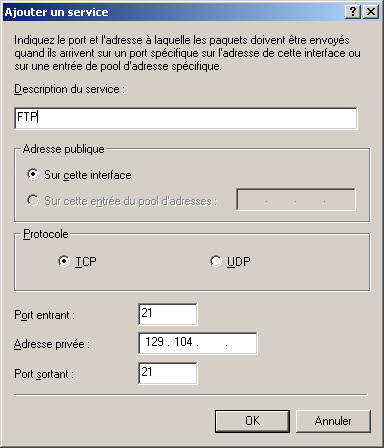 Ajouter un service
Indiquez le port et l'adresse à laquelle les paquets doivent être envoyés
quand ils arrivent sur un port spécifique sur l'adresse de cette interface ou
sur une entrée de pool d'adresse spécifique.
Description du service :
FTP
Adresse publique
Sur cette interface
Sur cette entrée du pool d'adresses : . . .
Protocole
TCP UDP
Port entrant : 21
Adresse privée : 129 . 104 . .
Port sortant : 21
OK Annuler